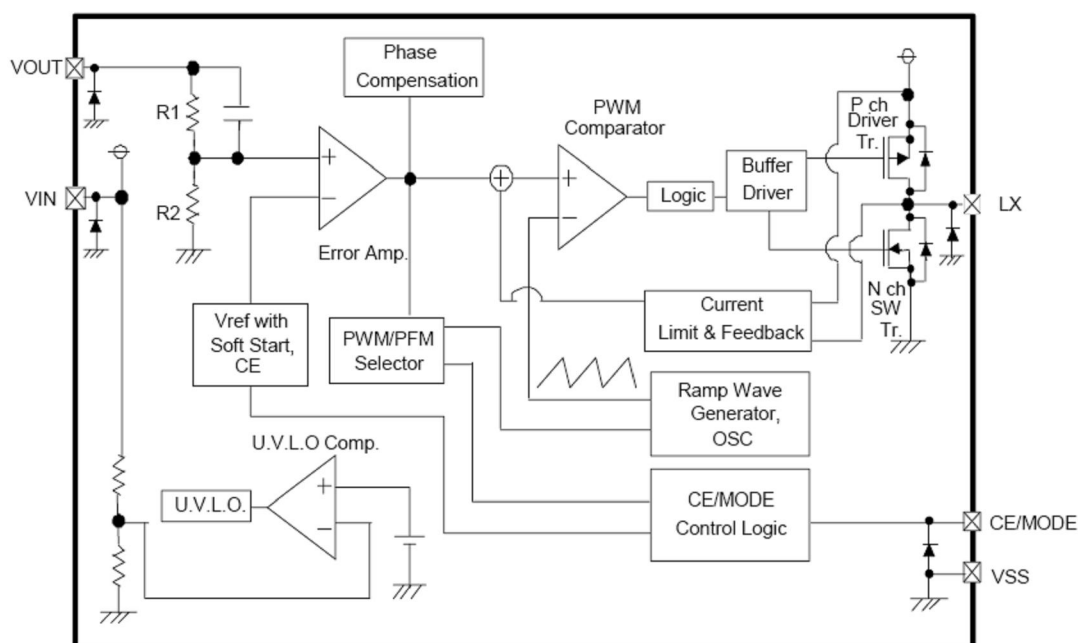 VOUT
Phase
Compensation
R1
PWM
Comparator
P ch
Driver
Tr.
+
+
+
Buffer
Driver
Logic
VIN
R2
−
−
LX
Error Amp.
N ch
SW
Tr.
Vref with
Soft Start,
CE
PWM/PFM
Selector
Current
Limit & Feedback
Ramp Wave
Generator,
OSC
U.V.L.O Comp.
U.V.L.O.
+
−
CE/MODE
Control Logic
CE/MODE
VSS